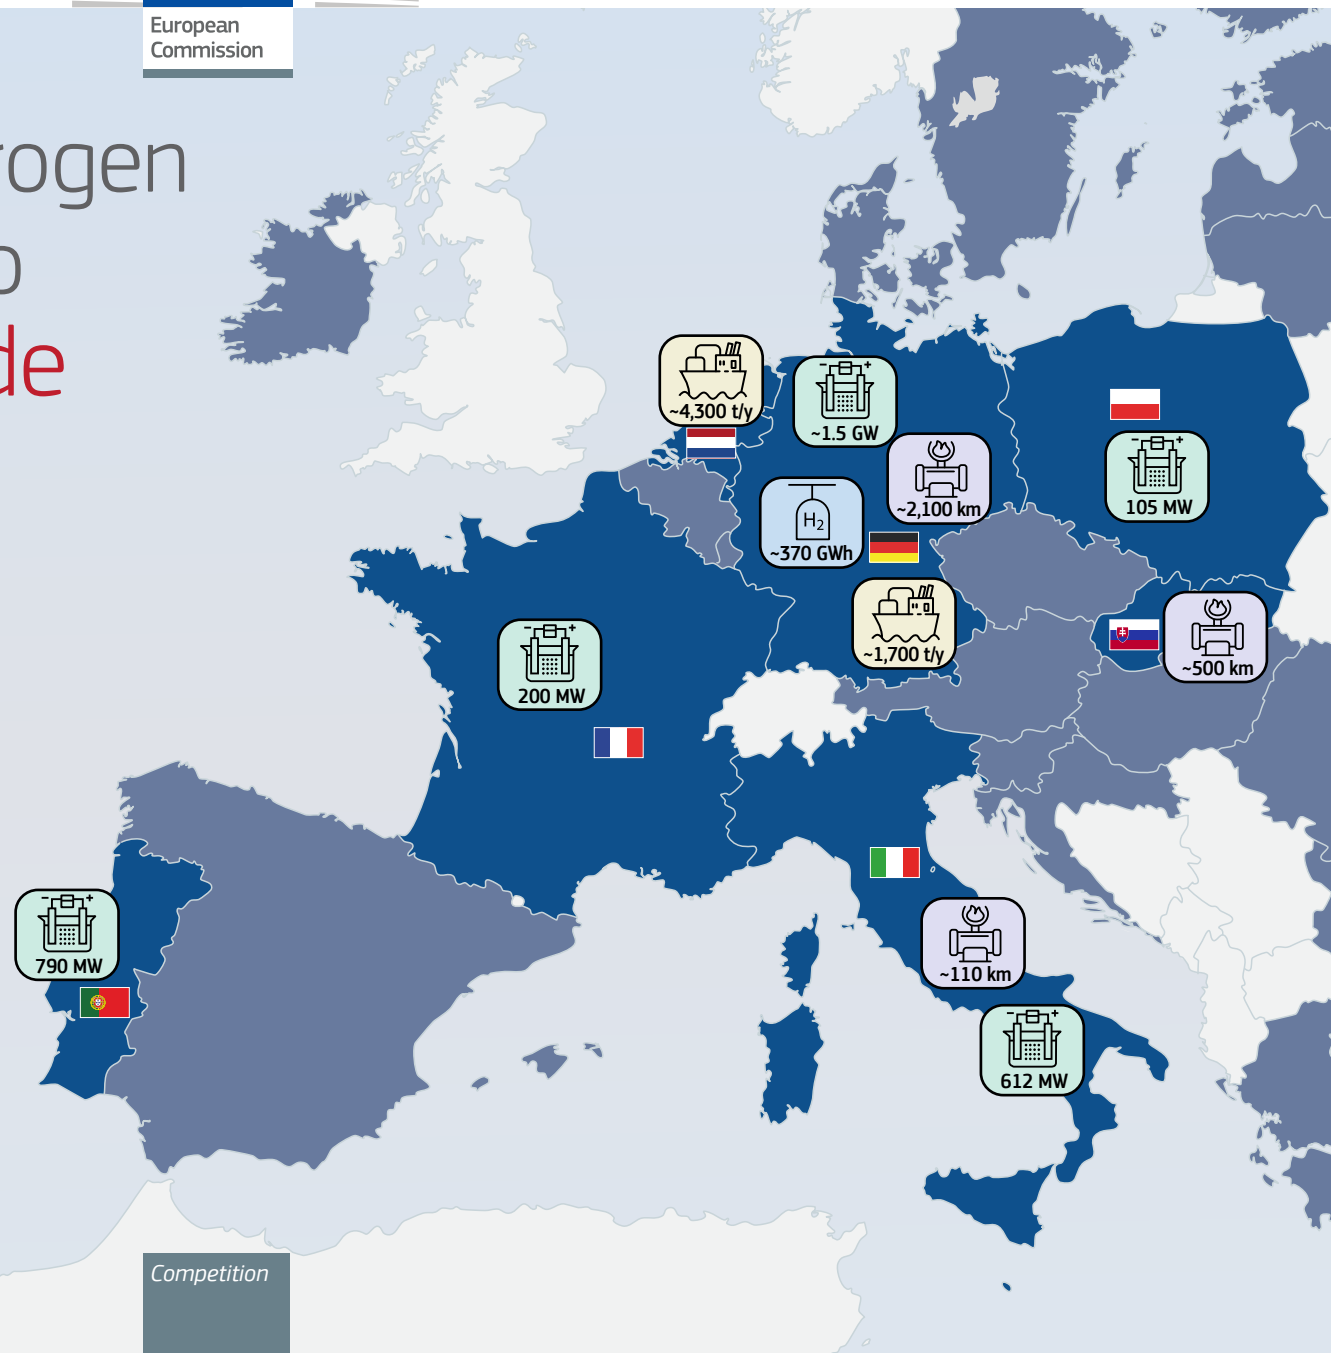 European
Commission
rogen
o
de
~4,300 t/y
~1.5 GW
~2,100 km
105 MW
H2
~370 GWh
~1,700 t/y
~500 km
200 MW
790 MW
~110 km
612 MW
Competition